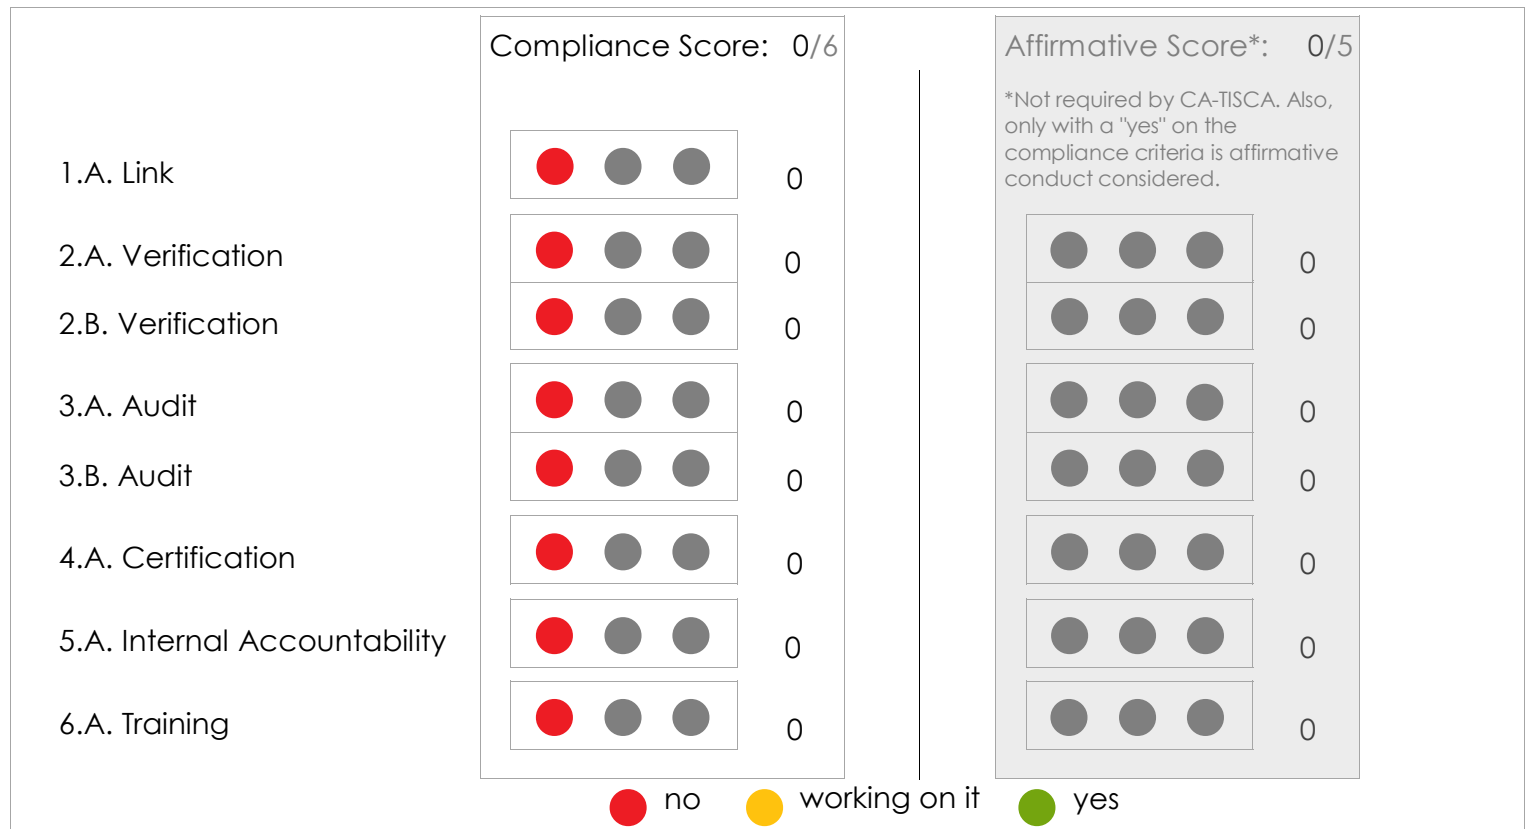 Compliance Score: 0/6
Affirmative Score*: 0/5
*Not required by CA-TISCA. Also,
only with a "yes" on the
compliance criteria is affirmative
conduct considered.
1.A. Link 0
2.A. Verification 0 0
2.B. Verification 0 0
3.A. Audit 0 0
3.B. Audit 0 0
4.A. Certification 0 0
5.A. Internal Accountability 0 0
6.A. Training 0 0
no working on it yes